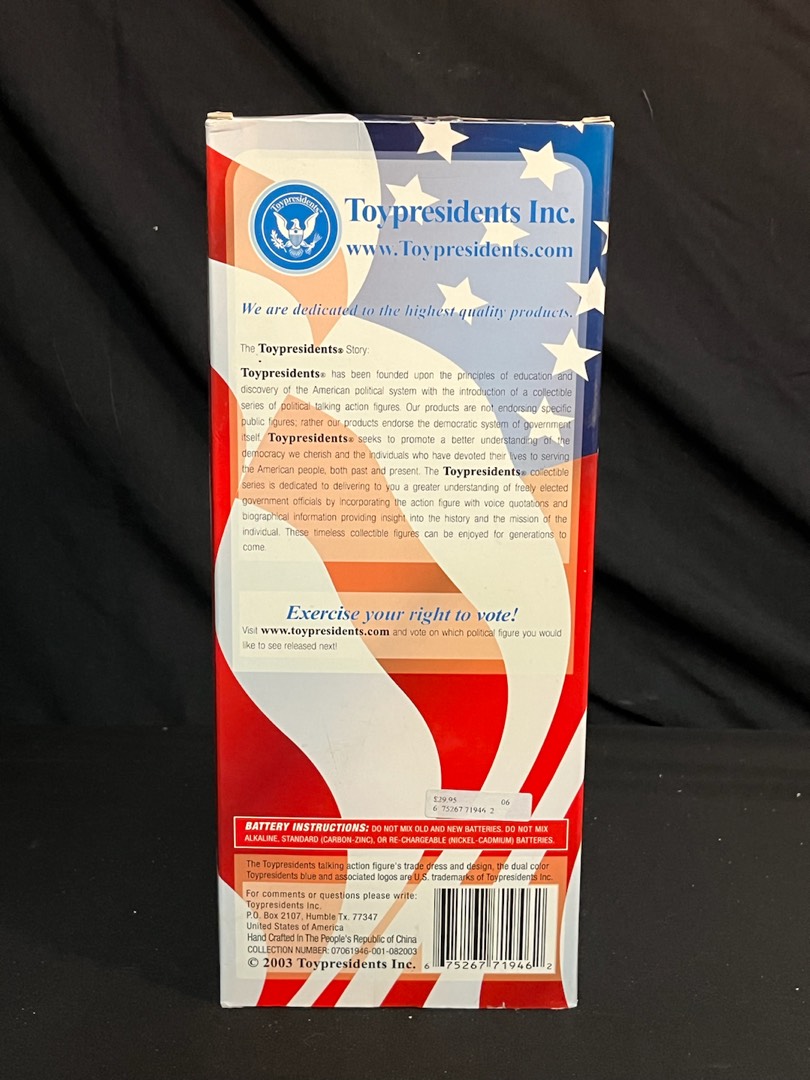 Toypresidents®
Toypresidents Inc.
www.Toypresidents.com
We are dedicated to the highest quality products.
The Toypresidents® Story:
Toypresidents® has been founded upon the principles of education and
discovery of the American political system with the introduction of a collectible
series of political talking action figures. Our products are not endorsing specific
public figures; rather our products endorse the democratic system of government
itself. Toypresidents® seeks to promote a better understanding of the
democracy we cherish and the individuals who have devoted their lives to serving
the American people, both past and present. The Toypresidents® collectible
series is dedicated to delivering to you a greater understanding of freely elected
government officials by incorporating the action figure with voice quotations and
biographical information providing insight into the history and the mission of the
individual. These timeless collectible figures can be enjoyed for generations to
come.
Exercise your right to vote!
Visit www.toypresidents.com and vote on which political figure you would
like to see released next!
$29.95 06
6 75267 71946 2
BATTERY INSTRUCTIONS: DO NOT MIX OLD AND NEW BATTERIES. DO NOT MIX
ALKALINE, STANDARD (CARBON-ZINC), OR RE-CHARGEABLE (NICKEL-CADMIUM) BATTERIES.
The Toypresidents talking action figure's trade dress and design, the dual color
Toypresidents blue and associated logos are U.S. trademarks of Toypresidents Inc.
For comments or questions please write:
Toypresidents Inc.
P.O. Box 2107, Humble Tx. 77347
United States of America
Hand Crafted In The People's Republic of China
COLLECTION NUMBER: 07061946-001-082003
© 2003 Toypresidents Inc.
6 75267 71946 2